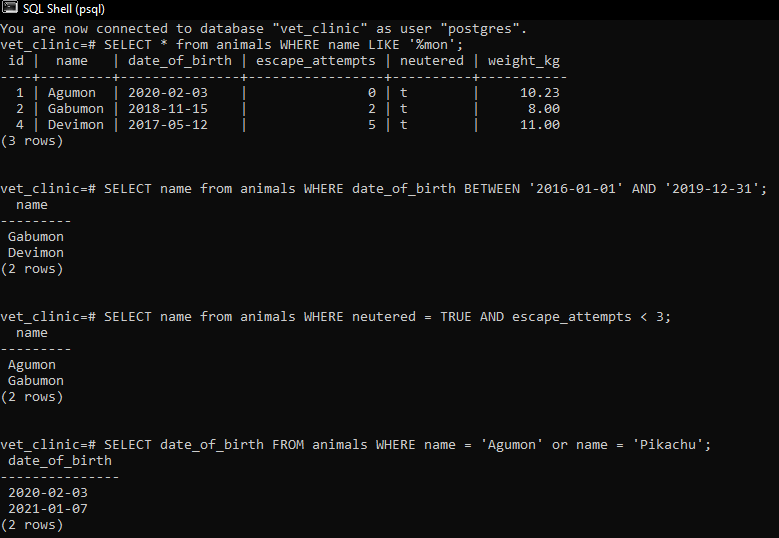 SQL Shell (psql)
You are now connected to database "vet_clinic" as user "postgres".
vet_clinic=# SELECT * from animals WHERE name LIKE '%mon';
 id |  name   | date_of_birth | escape_attempts | neutered | weight_kg
----+---------+---------------+-----------------+----------+-----------
  1 | Agumon  | 2020-02-03    |               0 | t        |     10.23
  2 | Gabumon | 2018-11-15    |               2 | t        |      8.00
  4 | Devimon | 2017-05-12    |               5 | t        |     11.00
(3 rows)
vet_clinic=# SELECT name from animals WHERE date_of_birth BETWEEN '2016-01-01' AND '2019-12-31';
  name
---------
 Gabumon
 Devimon
(2 rows)
vet_clinic=# SELECT name from animals WHERE neutered = TRUE AND escape_attempts < 3;
  name
---------
 Agumon
 Gabumon
(2 rows)
vet_clinic=# SELECT date_of_birth FROM animals WHERE name = 'Agumon' or name = 'Pikachu';
 date_of_birth
---------------
 2020-02-03
 2021-01-07
(2 rows)